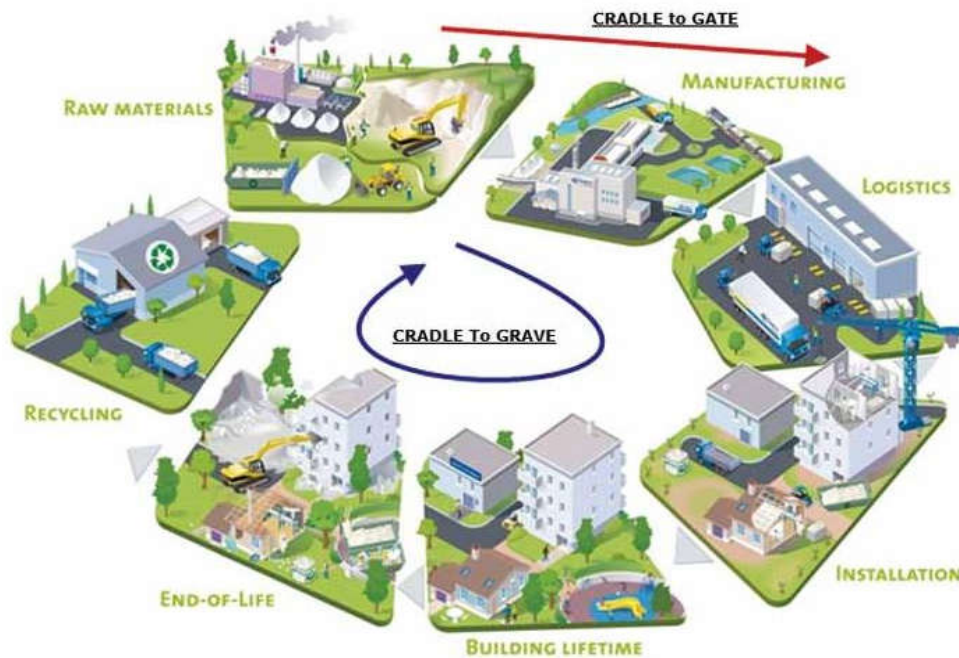 CRADLE to GATE
RAW MATERIALS
MANUFACTURING
LOGISTICS
CRADLE To GRAVE
RECYCLING
INSTALLATION
END-OF-LIFE
BUILDING LIFETIME